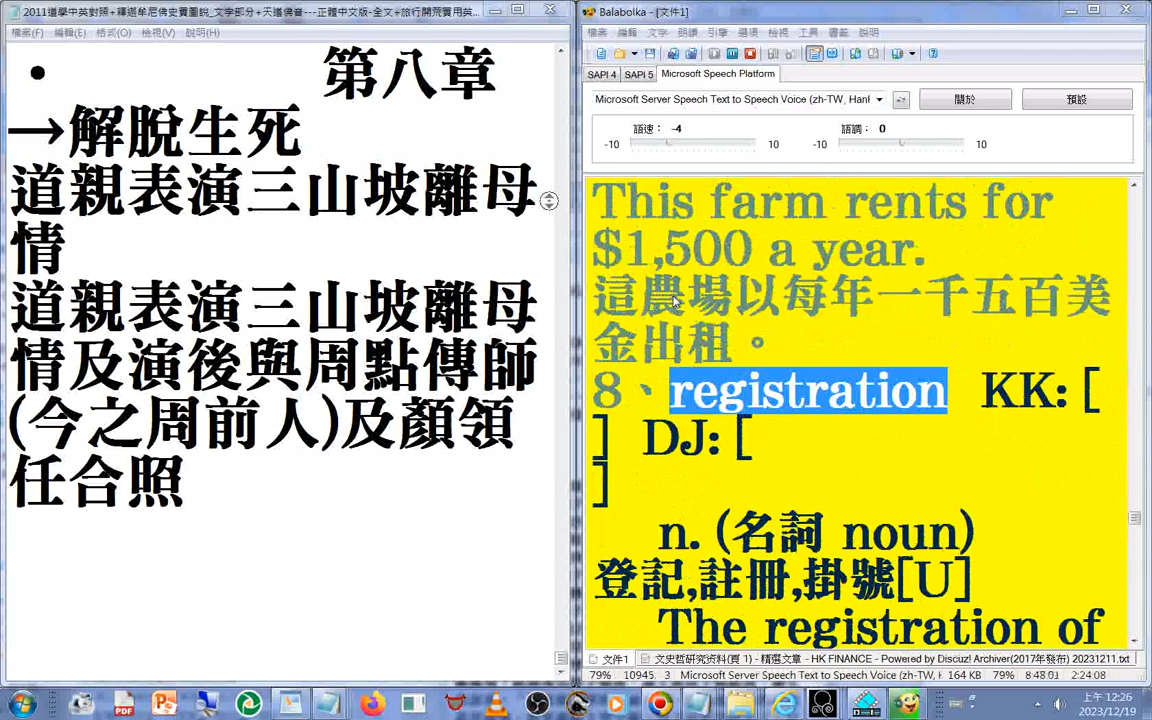 2011道學中英對照+釋迦牟尼佛史實圖說_文字部分+天道佛音---正體中文版-全文+旅行開荒實用英...
檔案(F) 編輯(E) 格式(O) 檢視(V) 說明(H)
• 第八章
→解脫生死
道親表演三山坡離母
情
道親表演三山坡離母
情及演後與周點傳師
(今之周前人)及顏領
任合照
Balabolka - [文件1]
檔案 編輯 文字 朗讀 引擎 選項 檢視 工具 書籤 說明
SAPI 4 SAPI 5 Microsoft Speech Platform
Microsoft Server Speech Text to Speech Voice (zh-TW, Hanl
關於 預設
語速： -4 語調： 0
-10 10 -10 10
This farm rents for
$1,500 a year.
這農場以每年一千五百美
金出租。
8、registration KK: [
] DJ: [
]
n. (名詞 noun)
登記,註冊,掛號[U]
The registration of
文件1 文史哲研究资料(頁 1) - 精選文章 - HK FINANCE - Powered by Discuz! Archiver(2017年發布) 20231211.txt
79% 10945. 3 Microsoft Server Speech Text to Speech Voice (zh-TW, H 164 KB 79% 8:48:01 2:24:08
上午 12:26
2023/12/19